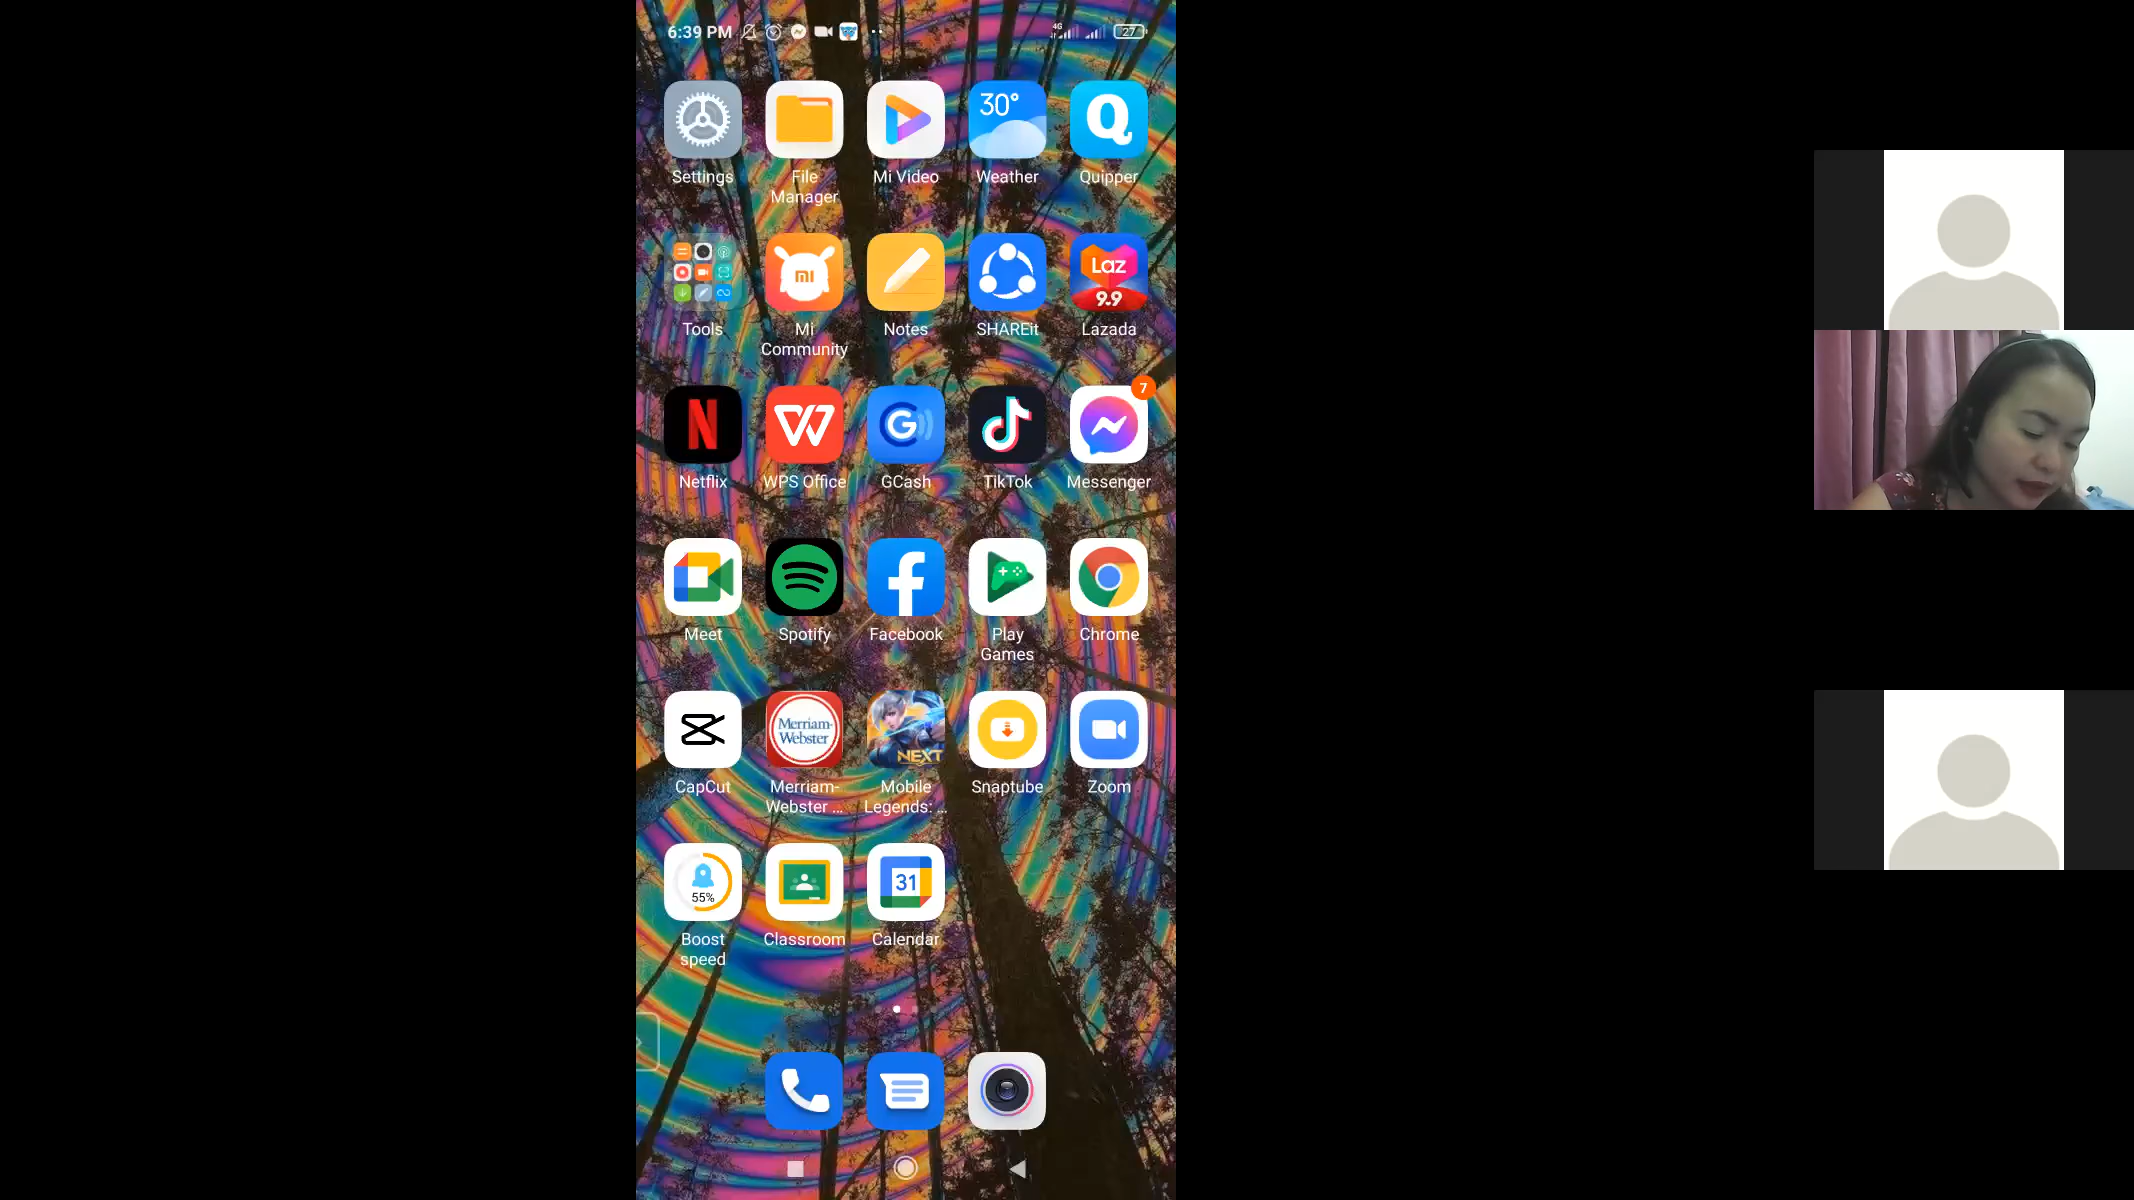 6:39 PM
4G
27
30°
Q
Settings
File
Manager
Mi Video
Weather
Quipper
mi
Laz
9.9
Tools
Mi
Community
Notes
SHAREit
Lazada
7
N
W
G
Netflix
WPS Office
GCash
TikTok
Messenger
f
Meet
Spotify
Facebook
Play
Games
Chrome
Merriam-
Webster
NEXT
CapCut
Merriam-
Webster ...
Mobile
Legends: ...
Snaptube
Zoom
55%
31
Boost
speed
Classroom
Calendar